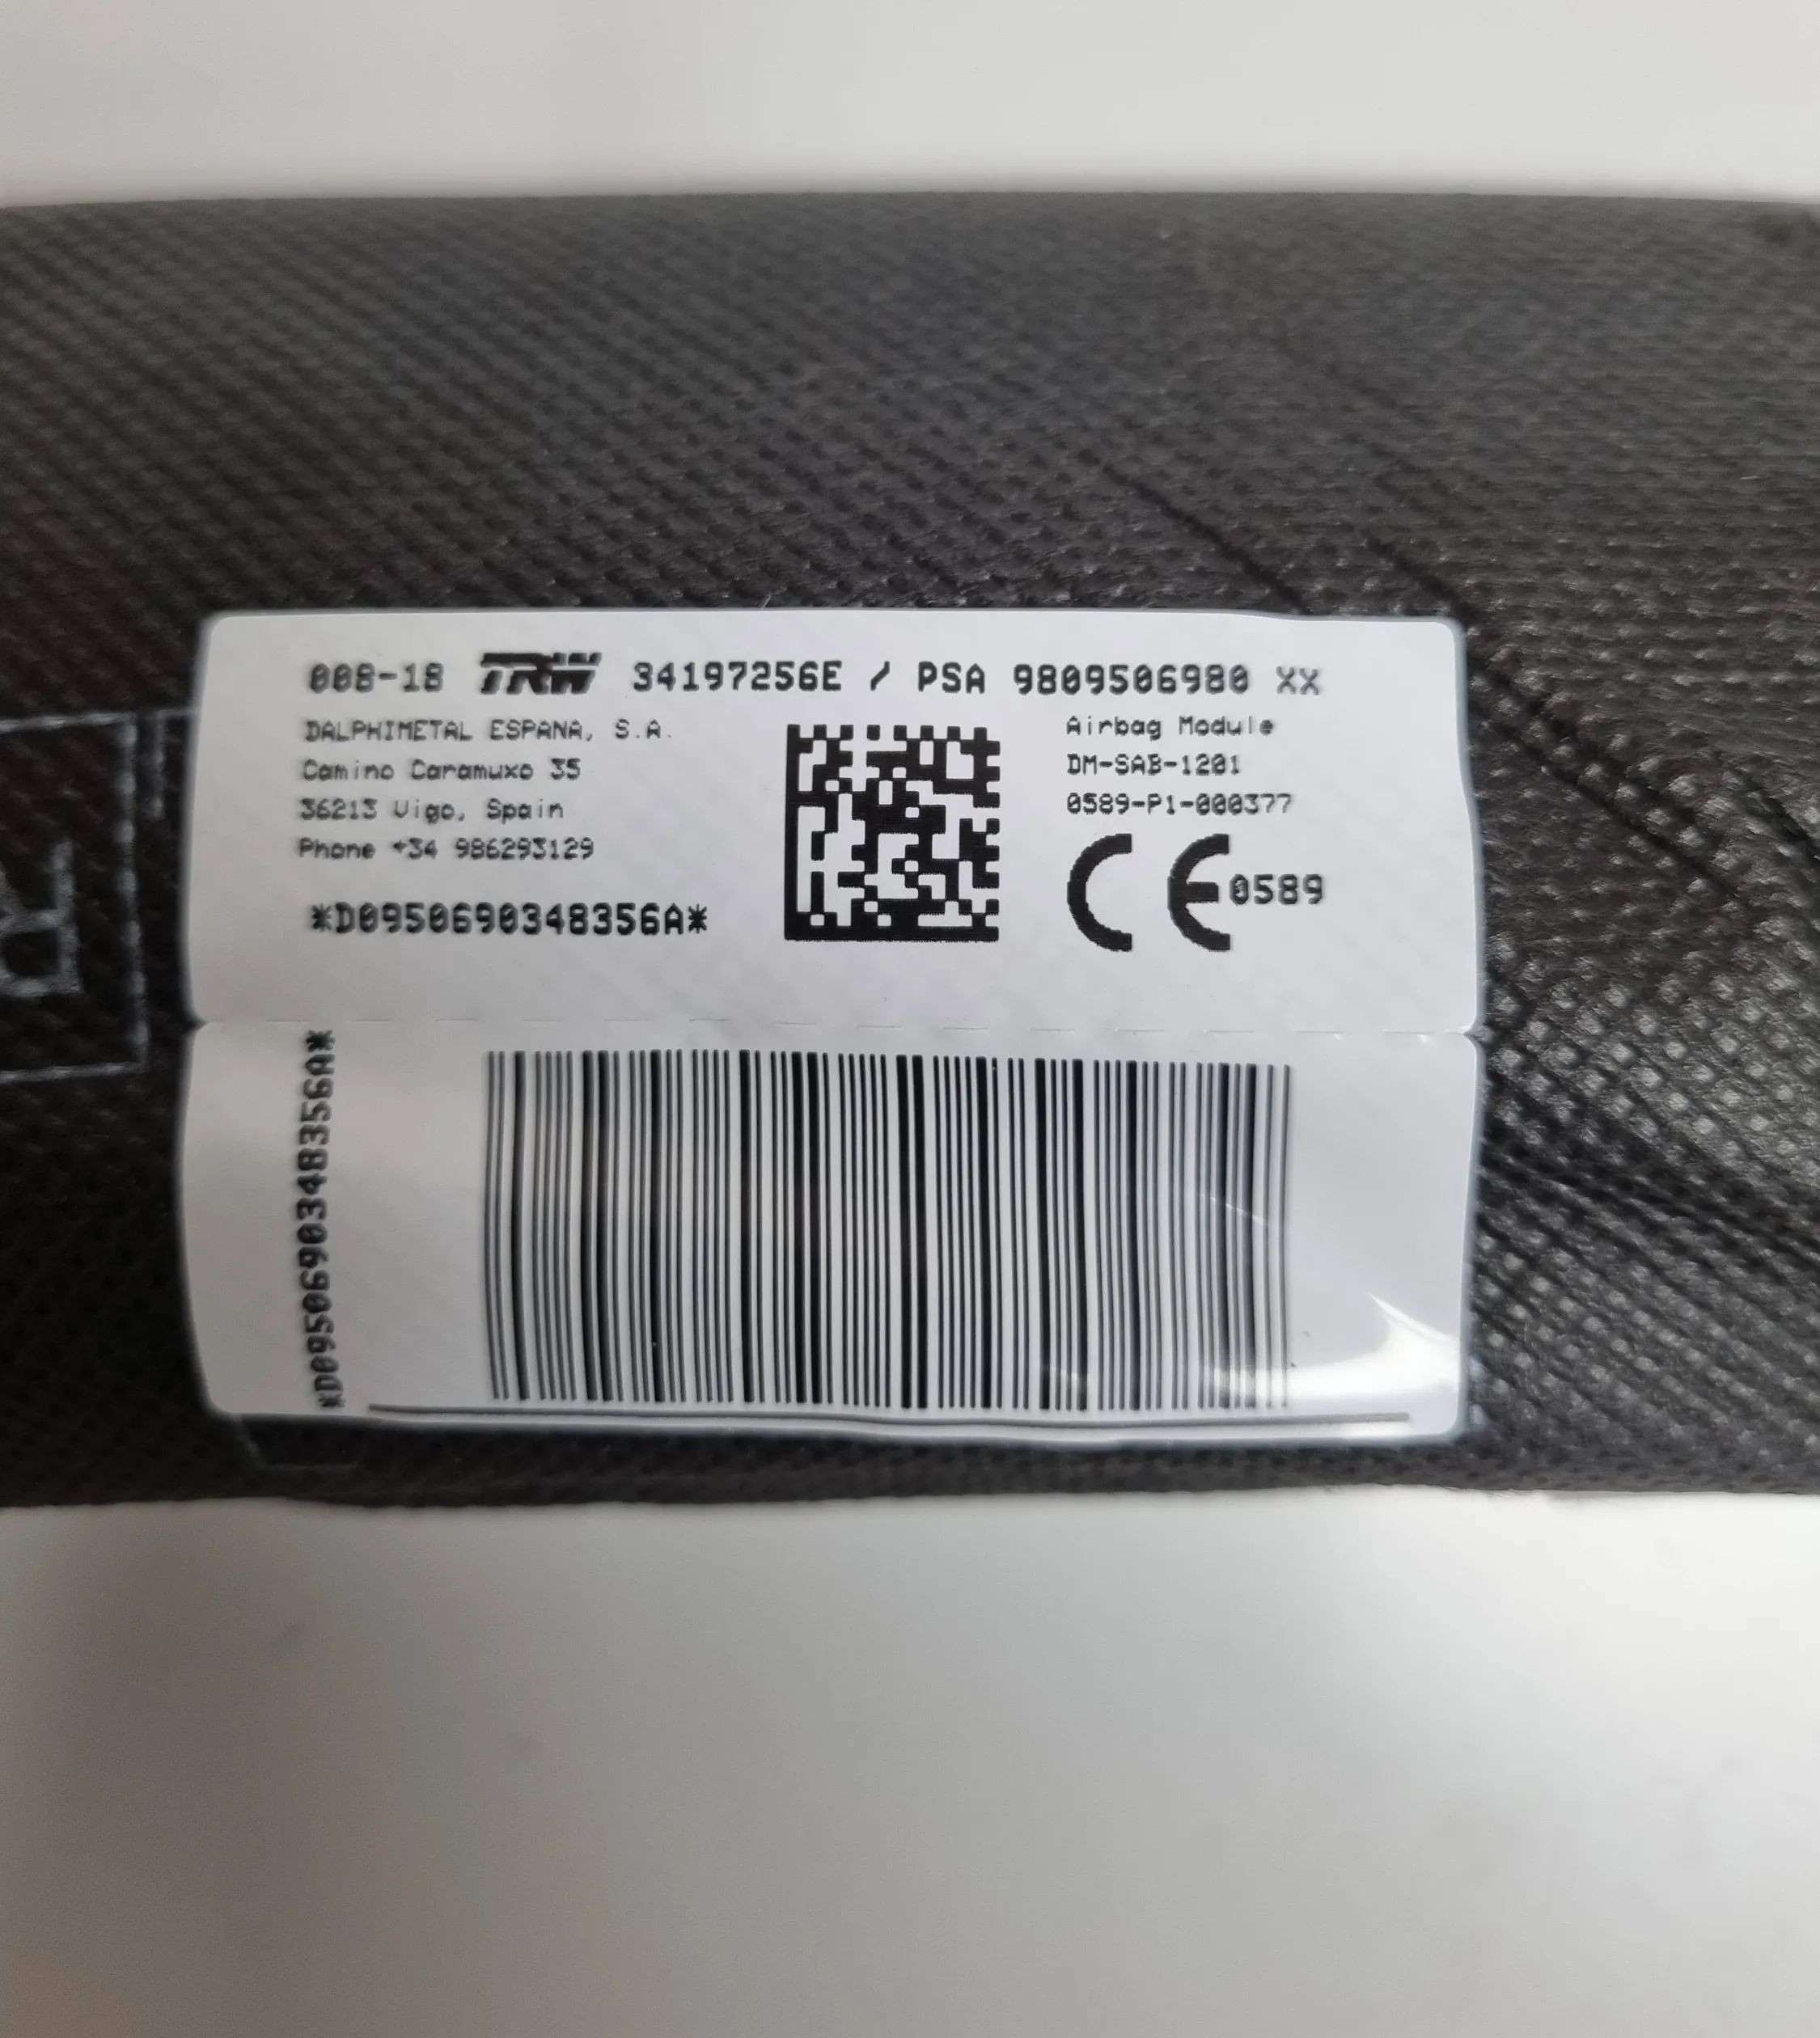 008-18 TRW 34197256E / PSA 9809506980 XX
DALPHIMETAL ESPANA, S.A.
Camino Caramuxo 35
36213 Vigo, Spain
Phone +34 986293129
*D0950690348356A*
Airbag Module
DM-SAB-1201
0589-P1-000377
CE 0589
*D0950690348356A*
R